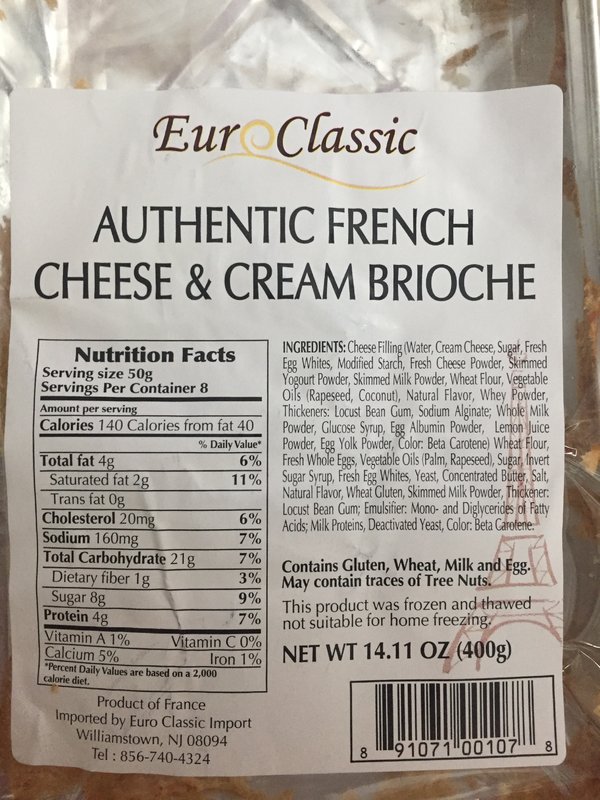 EuroClassic
AUTHENTIC FRENCH
CHEESE & CREAM BRIOCHE
Nutrition Facts
Serving size 50g
Servings Per Container 8
Amount per serving
Calories 140 Calories from fat 40
% Daily Value*
Total fat 4g 6%
Saturated fat 2g 11%
Trans fat 0g
Cholesterol 20mg 6%
Sodium 160mg 7%
Total Carbohydrate 21g 7%
Dietary fiber 1g 3%
Sugar 8g 9%
Protein 4g 7%
Vitamin A 1% Vitamin C 0%
Calcium 5% Iron 1%
*Percent Daily Values are based on a 2,000
calorie diet.
Product of France
Imported by Euro Classic Import
Williamstown, NJ 08094
Tel : 856-740-4324
INGREDIENTS: Cheese Filling (Water, Cream Cheese, Sugar, Fresh
Egg Whites, Modified Starch, Fresh Cheese Powder, Skimmed
Yogourt Powder, Skimmed Milk Powder, Wheat Flour, Vegetable
Oils (Rapeseed, Coconut), Natural Flavor, Whey Powder,
Thickeners: Locust Bean Gum, Sodium Alginate; Whole Milk
Powder, Glucose Syrup, Egg Albumin Powder, Lemon Juice
Powder, Egg Yolk Powder, Color: Beta Carotene) Wheat Flour,
Fresh Whole Eggs, Vegetable Oils (Palm, Rapeseed), Sugar, Invert
Sugar Syrup, Fresh Egg Whites, Yeast, Concentrated Butter, Salt,
Natural Flavor, Wheat Gluten, Skimmed Milk Powder, Thickener:
Locust Bean Gum; Emulsifier: Mono- and Diglycerides of Fatty
Acids; Milk Proteins, Deactivated Yeast, Color: Beta Carotene.
Contains Gluten, Wheat, Milk and Egg.
May contain traces of Tree Nuts.
This product was frozen and thawed
not suitable for home freezing.
NET WT 14.11 OZ (400g)
8 91071 00107 8